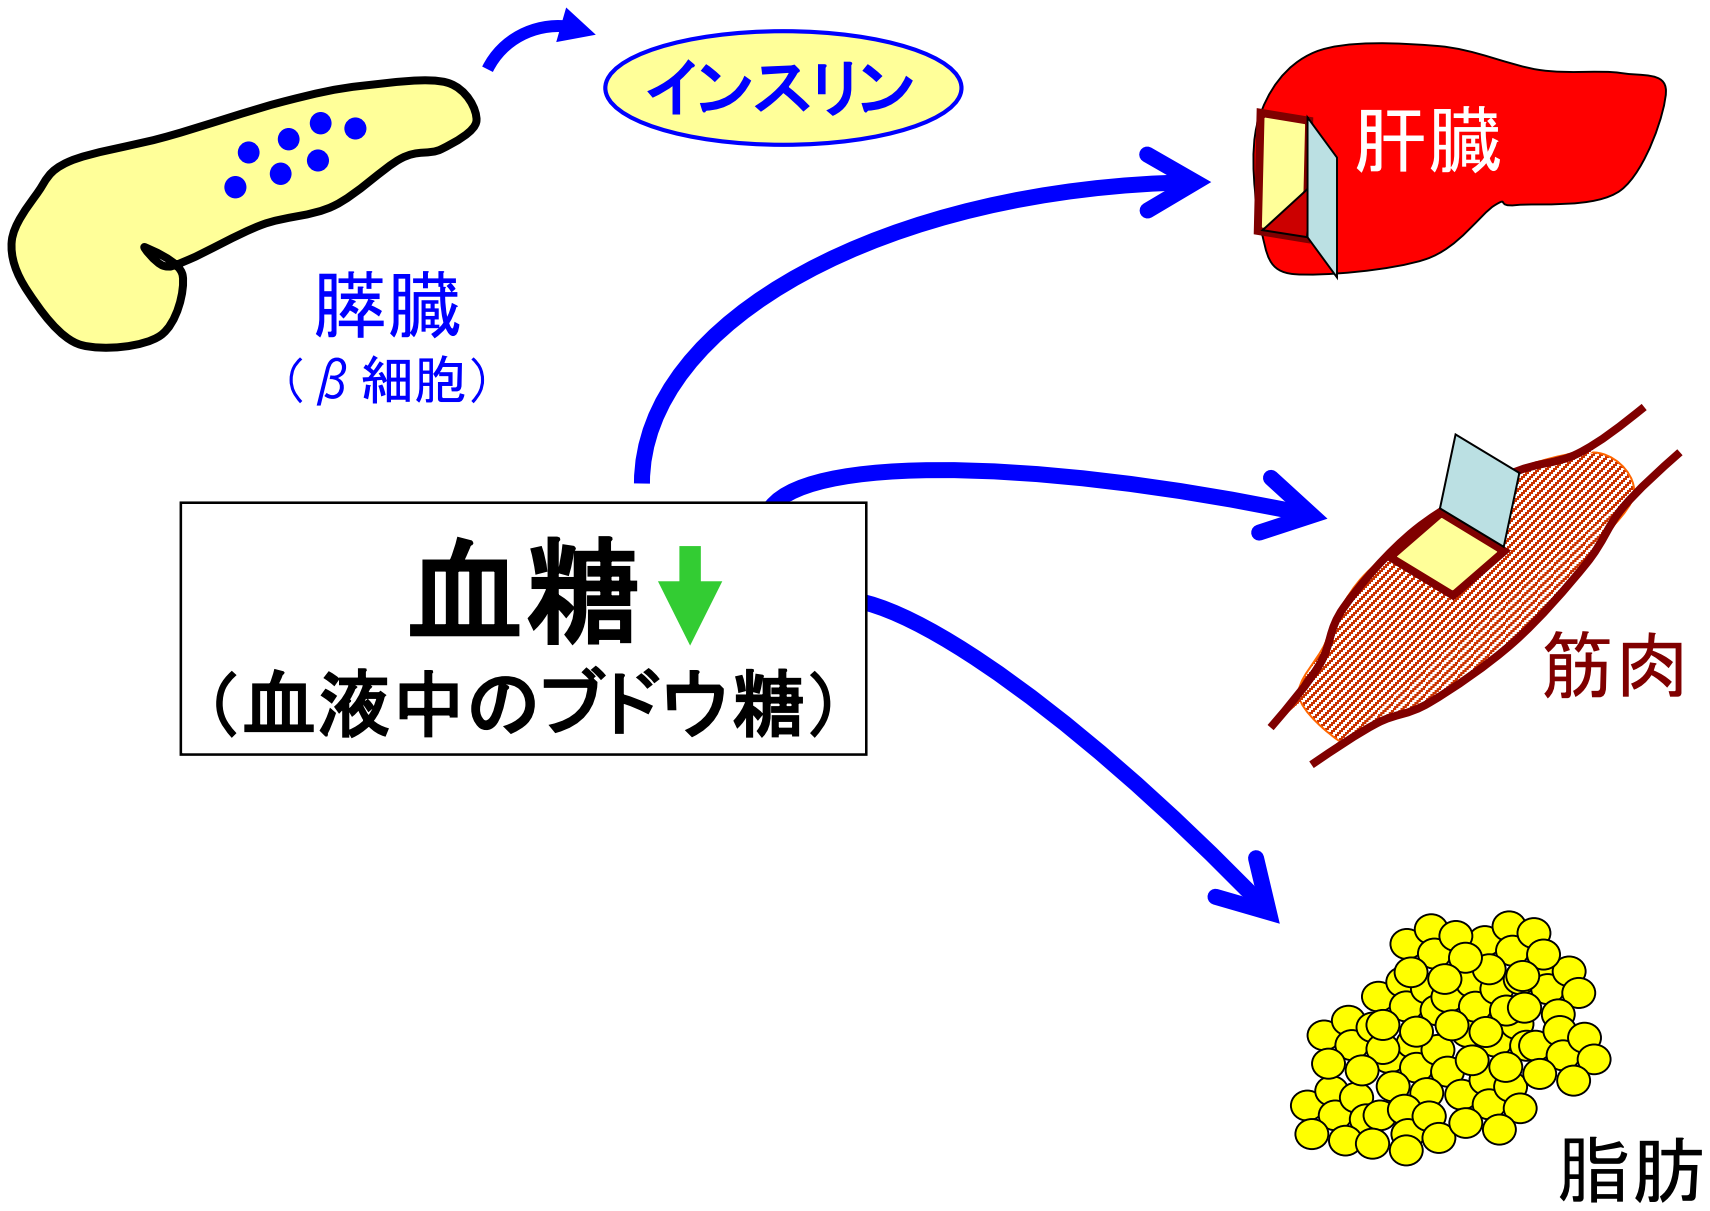 インスリン
肝臓
膵臓
（β細胞）
血糖
（血液中のブドウ糖）
筋肉
脂肪